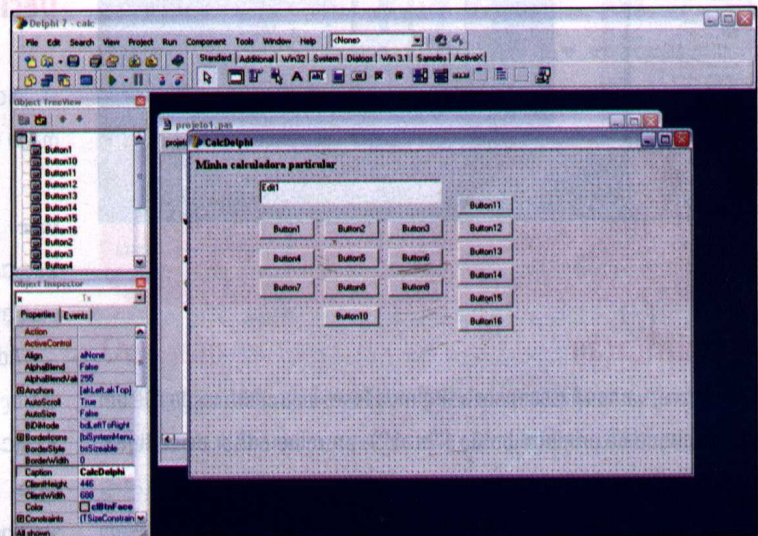 Delphi 7 - calc
File Edit Search View Project Run Component Tools Window Help <None>
Standard Additional Win32 System Dialogs Win 3.1 Samples ActiveX
Object TreeView
x
Button1
Button10
Button11
Button12
Button13
Button14
Button15
Button16
Button2
Button3
Button4
projeto1.pas
CalcDelphi
Minha calculadora particular
Edit1
Button11
Button1 Button2 Button3 Button12
Button4 Button5 Button6 Button13
Button14
Button7 Button8 Button9 Button15
Button10 Button16
Object Inspector
x Tx
Properties Events
Action
ActiveControl
Align alNone
AlphaBlend False
AlphaBlendVal 255
Anchors [akLeft,akTop]
AutoScroll True
AutoSize False
BiDiMode bdLeftToRight
BorderIcons [biSystemMenu,
BorderStyle bsSizeable
BorderWidth 0
Caption CalcDelphi
ClientHeight 446
ClientWidth 688
Color clBtnFace
Constraints (TSizeConstrain
All shown